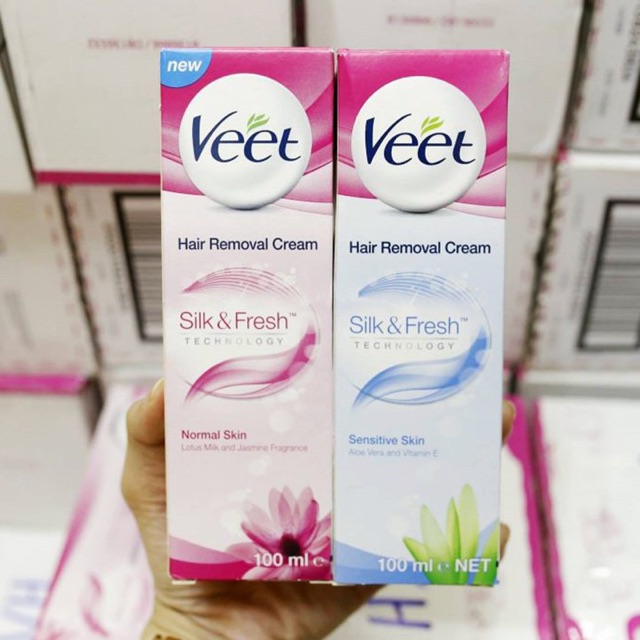 new
Veet
Hair Removal Cream
Silk & Fresh™
TECHNOLOGY
Normal Skin
Lotus Milk and Jasmine Fragrance
100 ml e
Veet
Hair Removal Cream
Silk & Fresh™
TECHNOLOGY
Sensitive Skin
Aloe Vera and Vitamin E
100 ml e NET